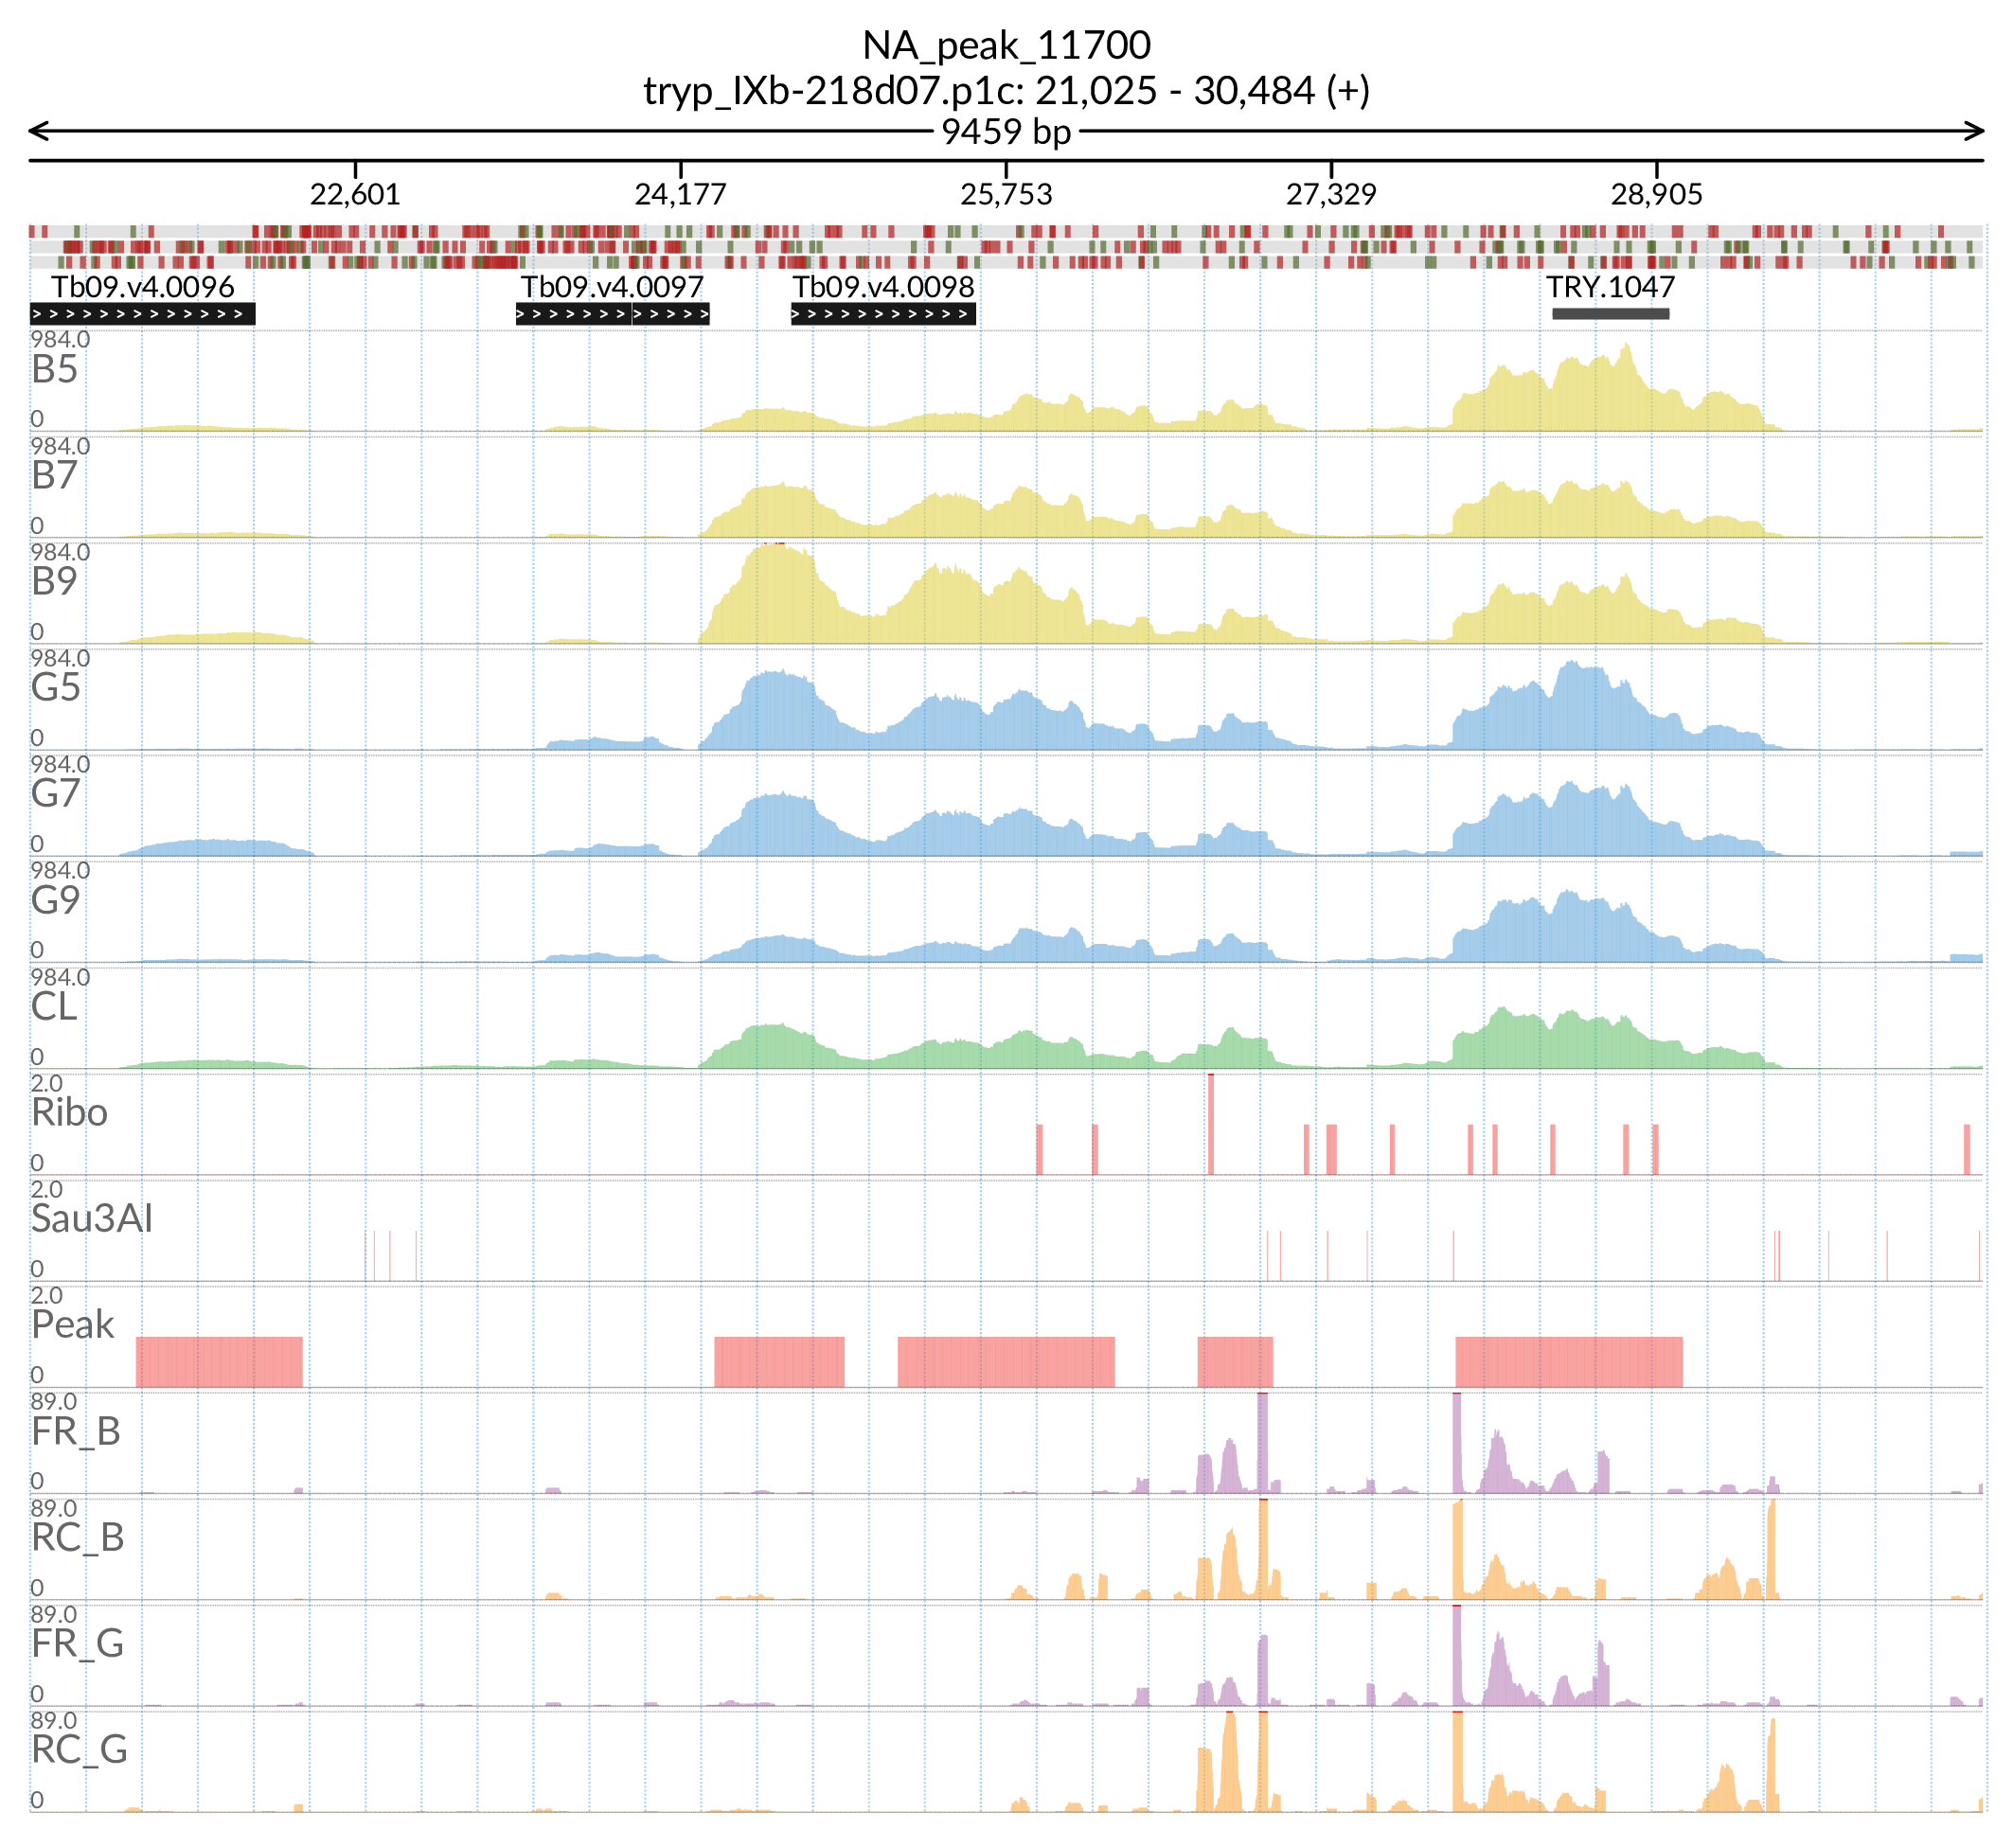 NA_peak_11700
tryp_IXb-218d07.p1c: 21,025 - 30,484 (+)
9459 bp
22,601 24,177 25,753 27,329 28,905
Tb09.v4.0096 Tb09.v4.0097 Tb09.v4.0098 TRY.1047
984.0
B5
0
984.0
B7
0
984.0
B9
0
984.0
G5
0
984.0
G7
0
984.0
G9
0
984.0
CL
0
2.0
Ribo
0
2.0
Sau3AI
0
2.0
Peak
0
89.0
FR_B
0
89.0
RC_B
0
89.0
FR_G
0
89.0
RC_G
0